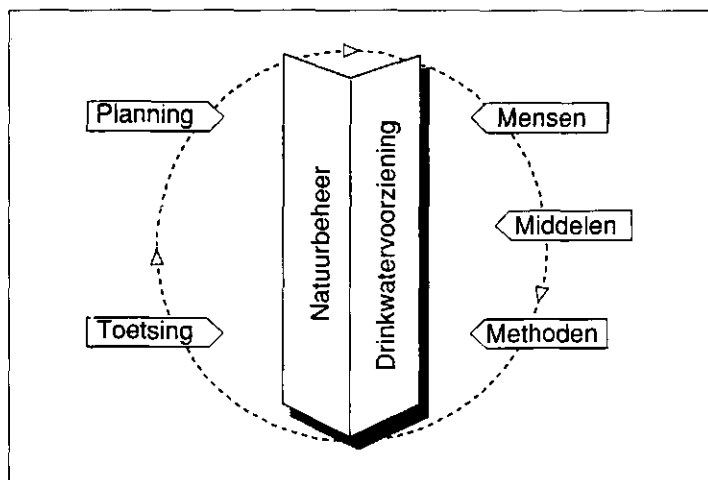 Planning
Mensen
Natuurbeheer
Drinkwatervoorziening
Middelen
Toetsing
Methoden